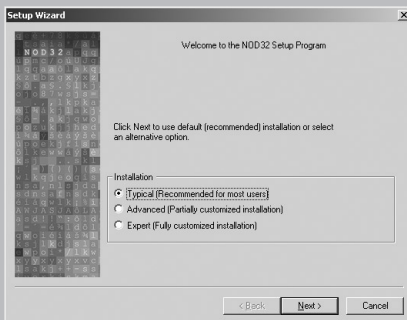 Setup Wizard
NOD32
Welcome to the NOD32 Setup Program
Click Next to use default (recommended) installation or select
an alternative option.
Installation
Typical (Recommended for most users)
Advanced (Partially customized installation)
Expert (Fully customized installation)
< Back
Next >
Cancel